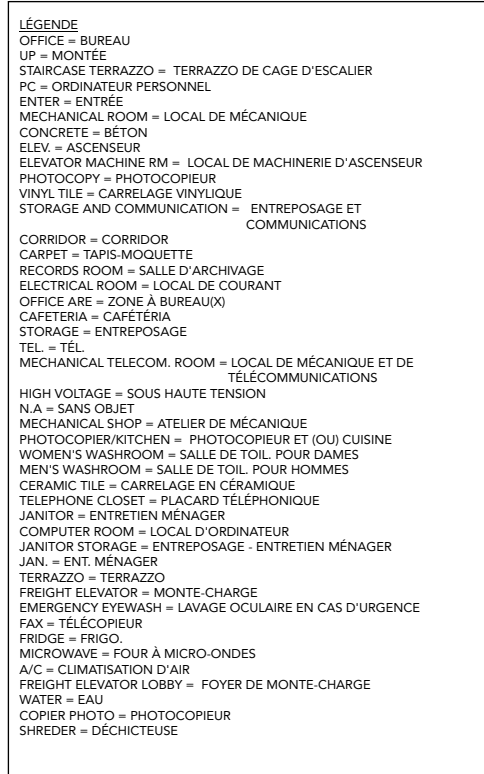 LÉGENDE
OFFICE = BUREAU
UP = MONTÉE
STAIRCASE TERRAZZO = TERRAZZO DE CAGE D'ESCALIER
PC = ORDINATEUR PERSONNEL
ENTER = ENTRÉE
MECHANICAL ROOM = LOCAL DE MÉCANIQUE
CONCRETE = BÉTON
ELEV. = ASCENSEUR
ELEVATOR MACHINE RM = LOCAL DE MACHINERIE D'ASCENSEUR
PHOTOCOPY = PHOTOCOPIEUR
VINYL TILE = CARRELAGE VINYLIQUE
STORAGE AND COMMUNICATION = ENTREPOSAGE ET
COMMUNICATIONS
CORRIDOR = CORRIDOR
CARPET = TAPIS-MOQUETTE
RECORDS ROOM = SALLE D'ARCHIVAGE
ELECTRICAL ROOM = LOCAL DE COURANT
OFFICE ARE = ZONE À BUREAU(X)
CAFETERIA = CAFÉTÉRIA
STORAGE = ENTREPOSAGE
TEL. = TÉL.
MECHANICAL TELECOM. ROOM = LOCAL DE MÉCANIQUE ET DE
TÉLÉCOMMUNICATIONS
HIGH VOLTAGE = SOUS HAUTE TENSION
N.A = SANS OBJET
MECHANICAL SHOP = ATELIER DE MÉCANIQUE
PHOTOCOPIER/KITCHEN = PHOTOCOPIEUR ET (OU) CUISINE
WOMEN'S WASHROOM = SALLE DE TOIL. POUR DAMES
MEN'S WASHROOM = SALLE DE TOIL. POUR HOMMES
CERAMIC TILE = CARRELAGE EN CÉRAMIQUE
TELEPHONE CLOSET = PLACARD TÉLÉPHONIQUE
JANITOR = ENTRETIEN MÉNAGER
COMPUTER ROOM = LOCAL D'ORDINATEUR
JANITOR STORAGE = ENTREPOSAGE - ENTRETIEN MÉNAGER
JAN. = ENT. MÉNAGER
TERRAZZO = TERRAZZO
FREIGHT ELEVATOR = MONTE-CHARGE
EMERGENCY EYEWASH = LAVAGE OCULAIRE EN CAS D'URGENCE
FAX = TÉLÉCOPIEUR
FRIDGE = FRIGO.
MICROWAVE = FOUR À MICRO-ONDES
A/C = CLIMATISATION D'AIR
FREIGHT ELEVATOR LOBBY = FOYER DE MONTE-CHARGE
WATER = EAU
COPIER PHOTO = PHOTOCOPIEUR
SHREDER = DÉCHICTEUSE